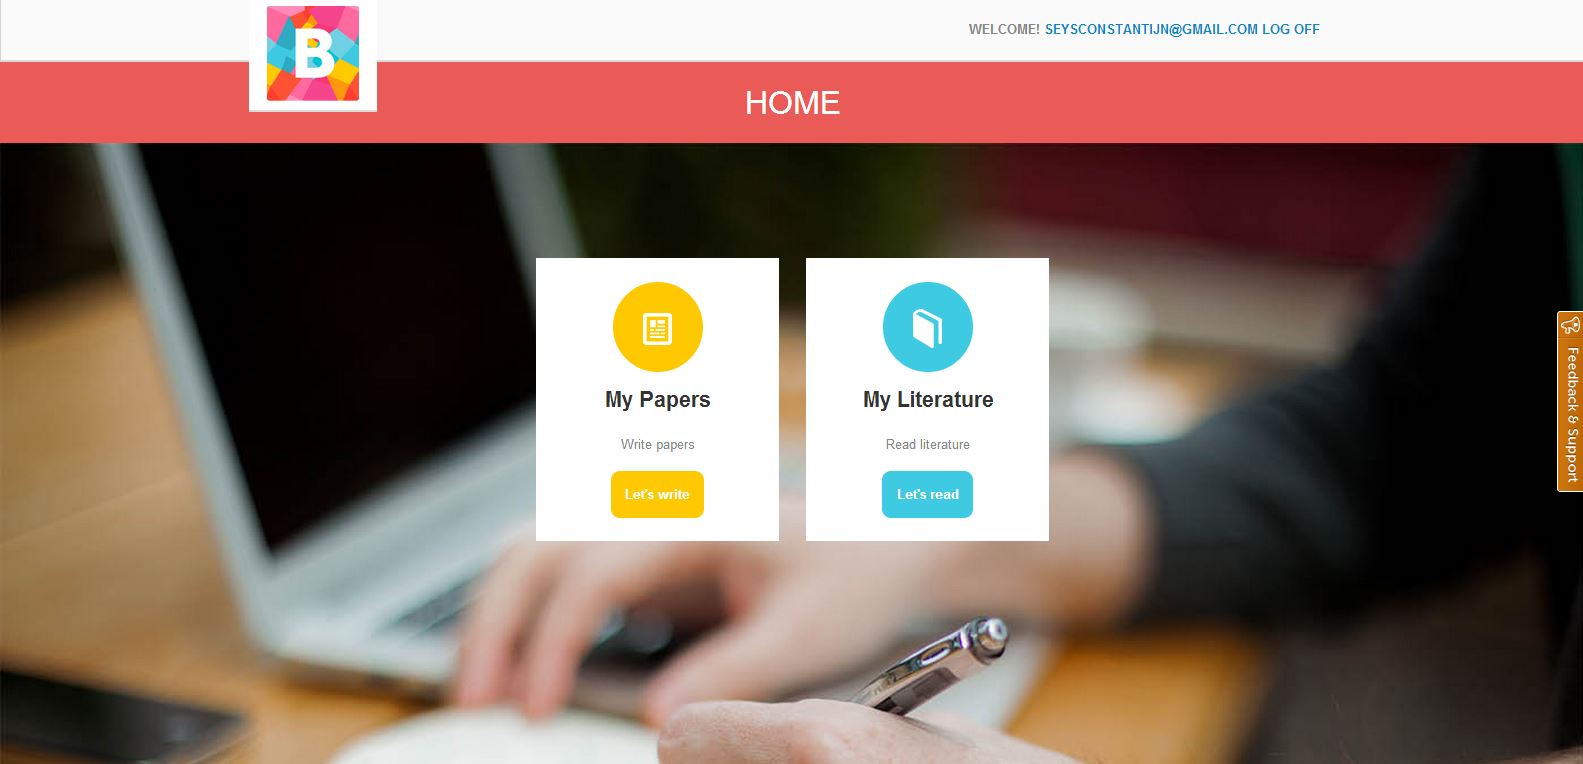 B
WELCOME! SEYSCONSTANTIJN@GMAIL.COM LOG OFF
HOME
My Papers
Write papers
Let's write
My Literature
Read literature
Let's read
Feedback & Support